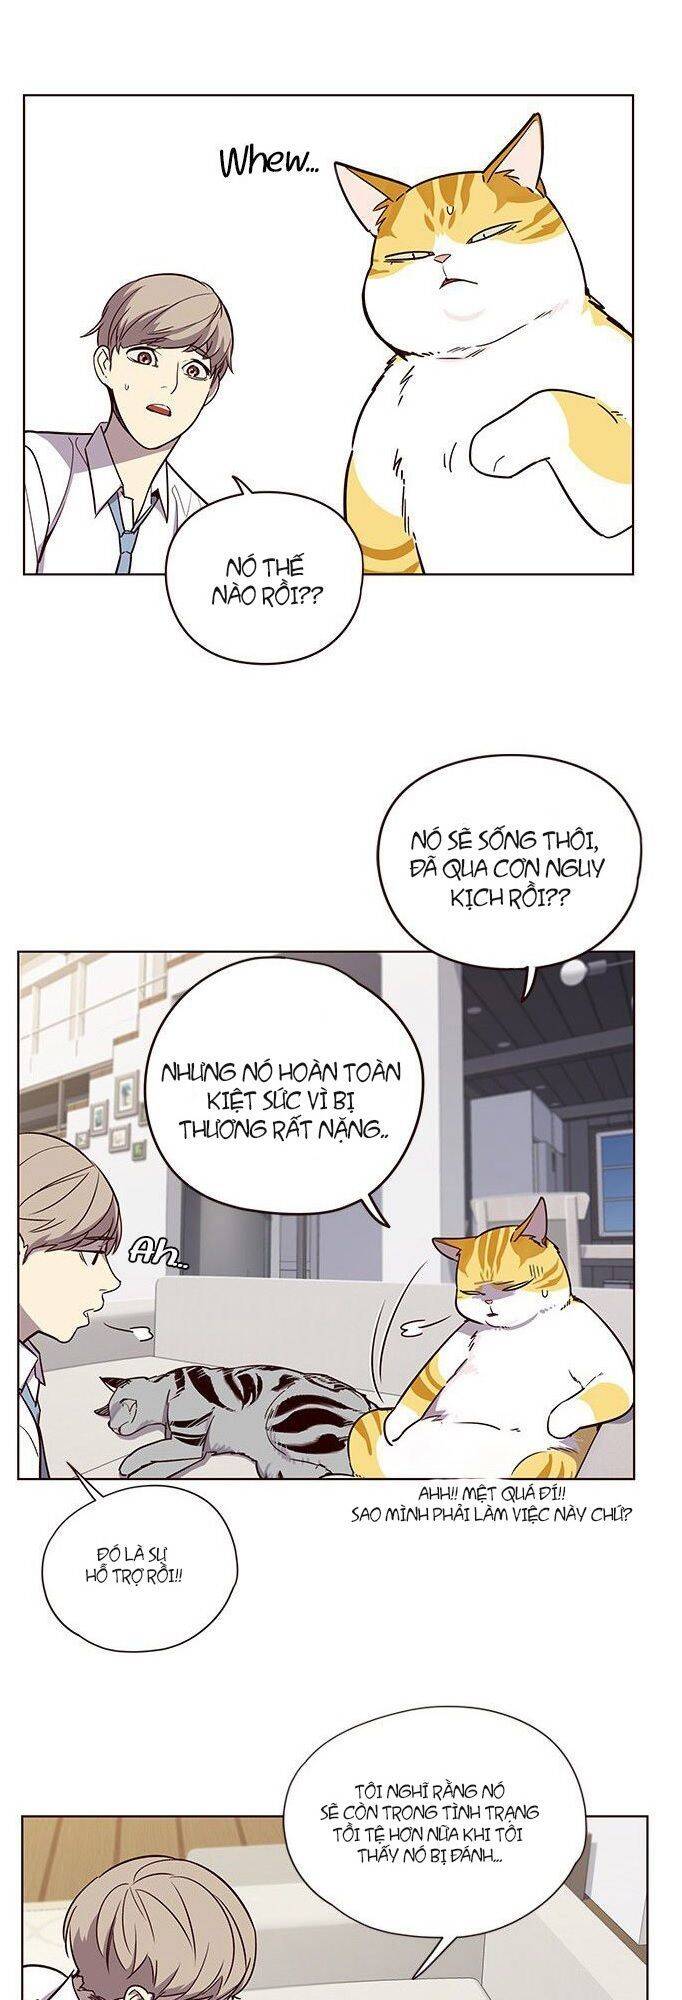 Whew...
NÓ THẾ
NÀO RỒI??
NÓ SẼ SỐNG THÔI,
ĐÃ QUA CƠN NGUY
KỊCH RỒI??
NHƯNG NÓ HOÀN TOÀN
KIỆT SỨC VÌ BỊ
THƯƠNG RẤT NẶNG..
Ah..
AHH!! MỆT QUÁ ĐÍ!!
SAO MÌNH PHẢI LÀM VIỆC NÀY CHỨ?
ĐÓ LÀ SỰ
HỖ TRỢ RỒI!!
TÔI NGHĨ RẰNG NÓ
SẼ CÒN TRONG TÌNH TRẠNG
TỒI TỆ HƠN NỮA KHI TÔI
THẤY NÓ BỊ ĐÁNH...